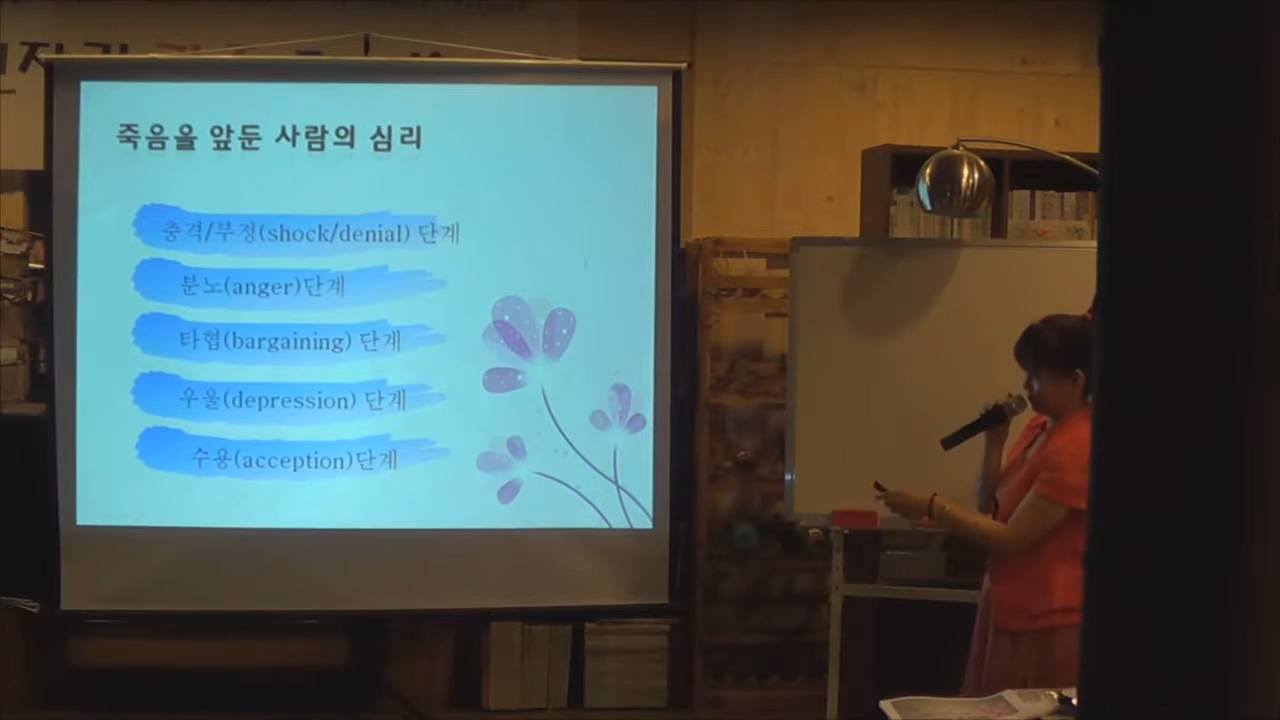 죽음을 앞둔 사람의 심리
충격/부정(shock/denial) 단계
분노(anger)단계
타협(bargaining) 단계
우울(depression) 단계
수용(acception)단계